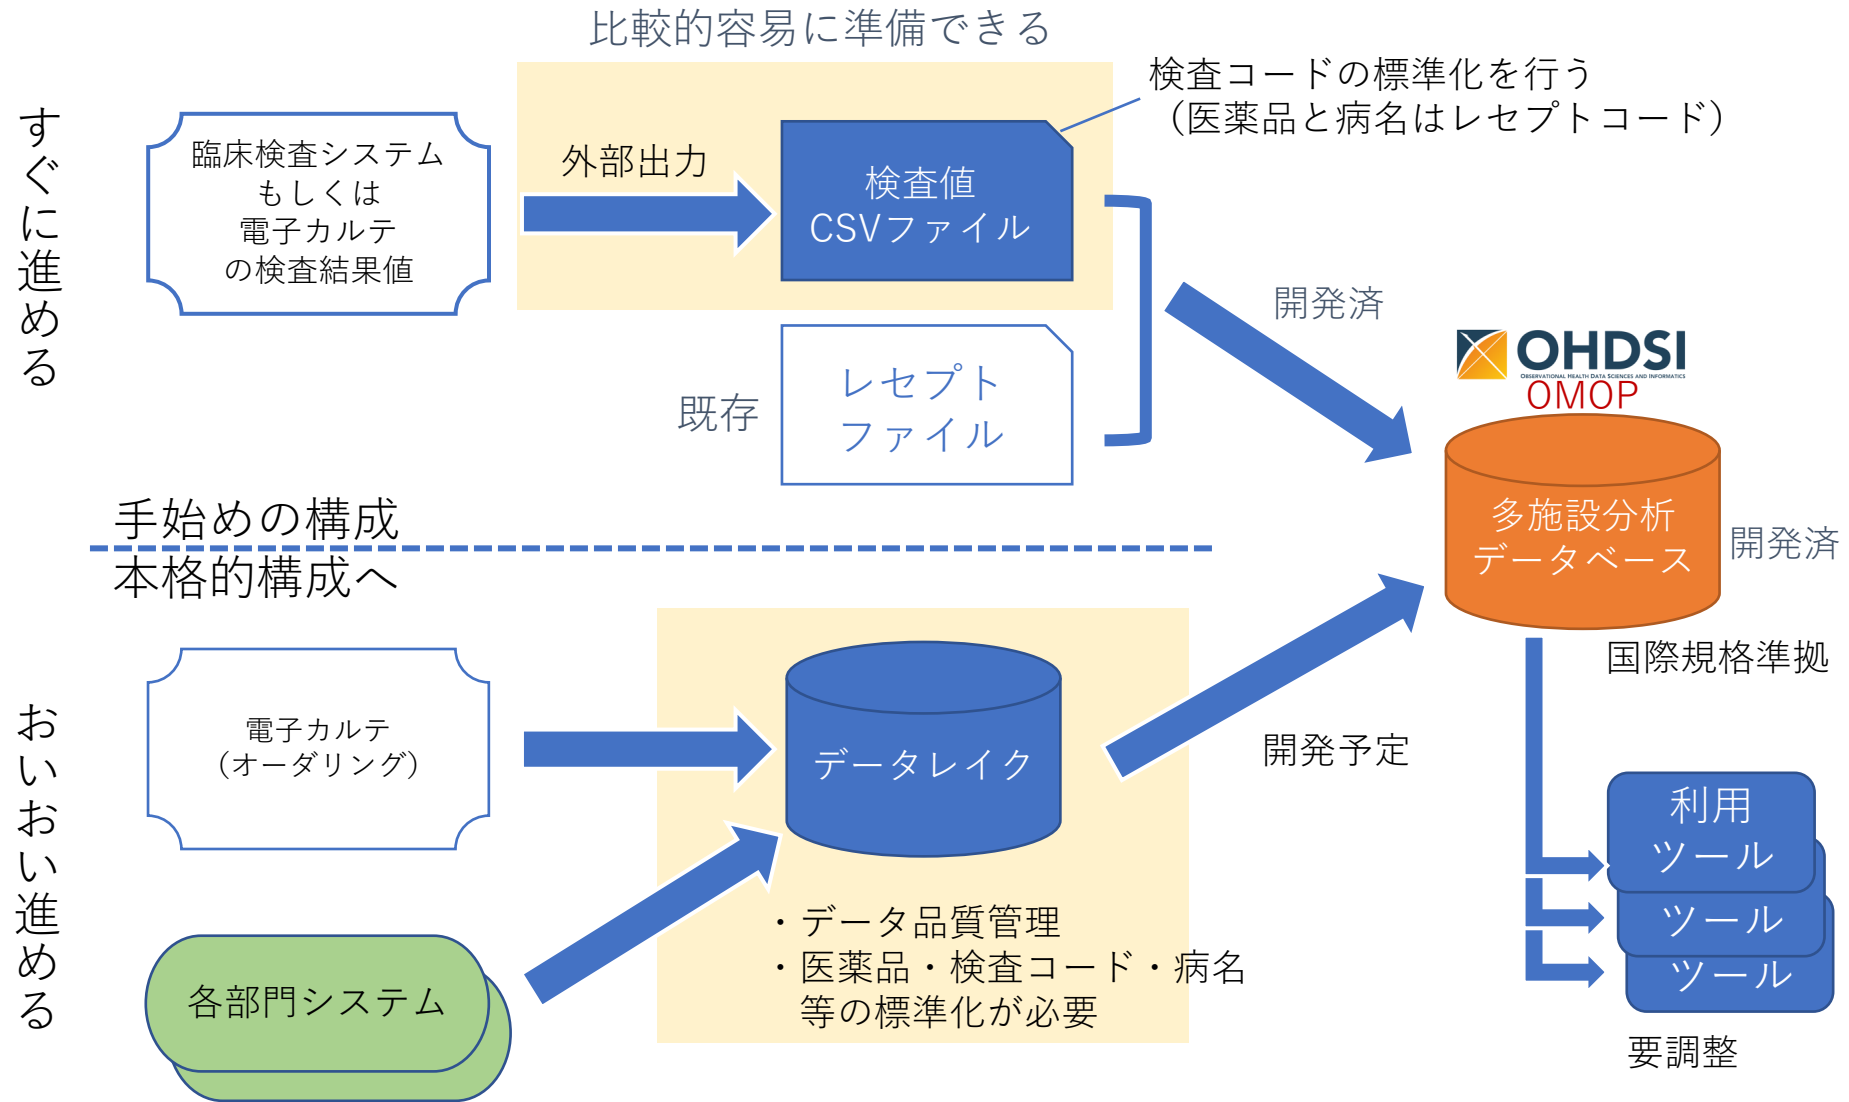 比較的容易に準備できる
検査コードの標準化を行う
（医薬品と病名はレセプトコード）
すぐに進める
臨床検査システム
もしくは
電子カルテ
の検査結果値
外部出力
検査値
CSVファイル
開発済
既存
レセプト
ファイル
OHDSI
OBSERVATIONAL HEALTH DATA SCIENCES AND INFORMATICS
OMOP
多施設分析
データベース
開発済
国際規格準拠
手始めの構成
本格的構成へ
おいおい進める
電子カルテ
（オーダリング）
データレイク
開発予定
各部門システム
・データ品質管理
・医薬品・検査コード・病名
等の標準化が必要
利用
ツール
ツール
ツール
要調整